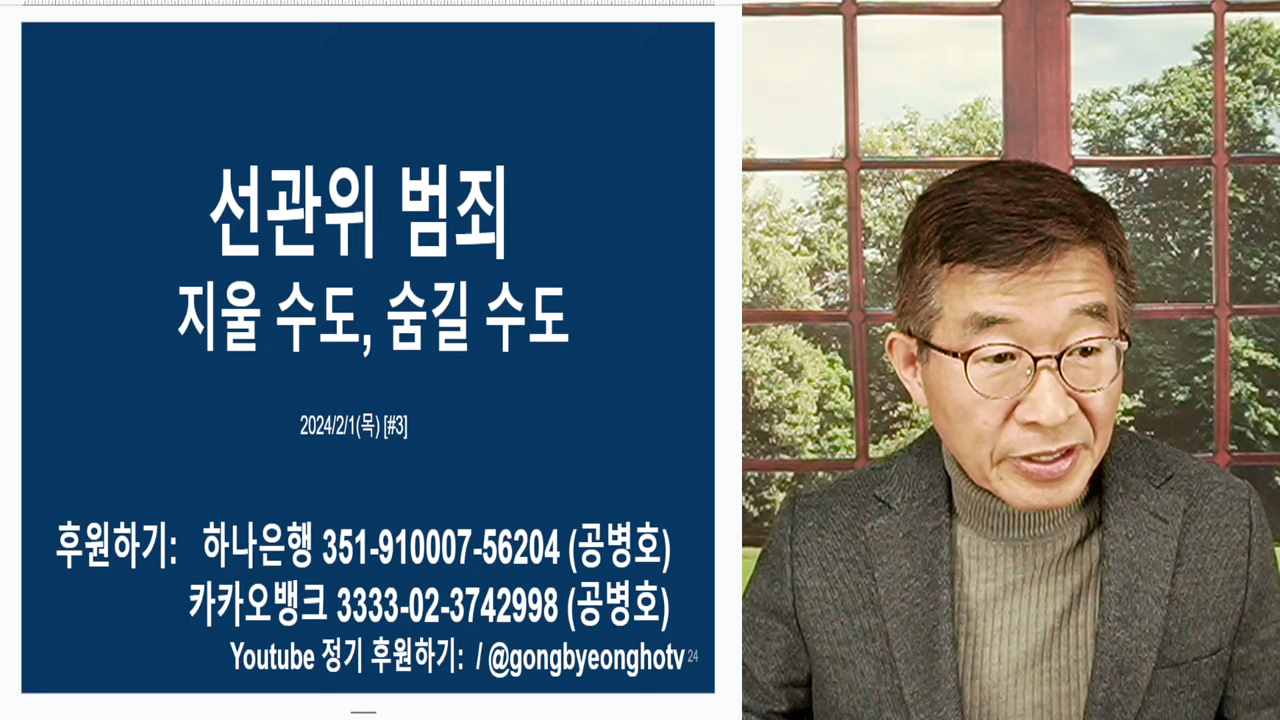 선관위 범죄
지울 수도, 숨길 수도
2024/2/1(목) [#3]
후원하기: 하나은행 351-910007-56204 (공병호)
카카오뱅크 3333-02-3742998 (공병호)
Youtube 정기 후원하기: / @gongbyeonghotv
24